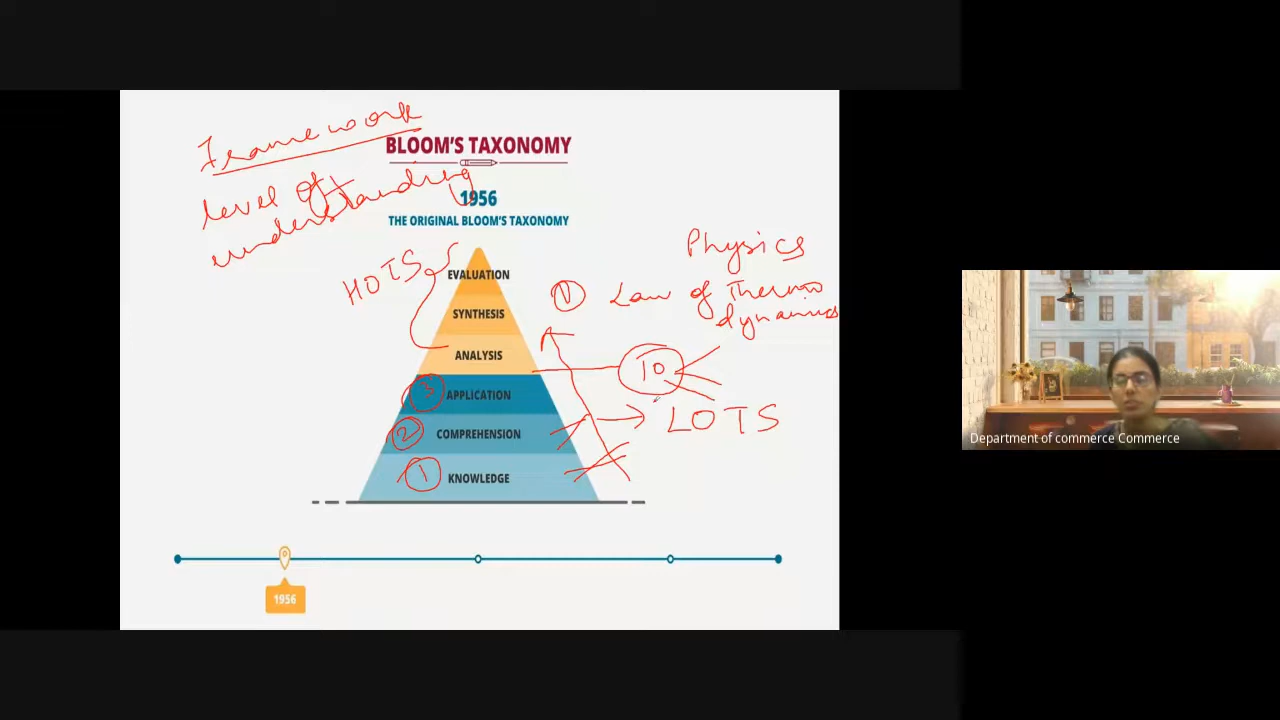 Framework
BLOOM'S TAXONOMY
level of
understanding
1956
THE ORIGINAL BLOOM'S TAXONOMY
Physics
HOTS
EVALUATION
① Law of Thermo
dynamics
SYNTHESIS
ANALYSIS
TO
③ APPLICATION
LOTS
② COMPREHENSION
① KNOWLEDGE
1956
Department of commerce Commerce